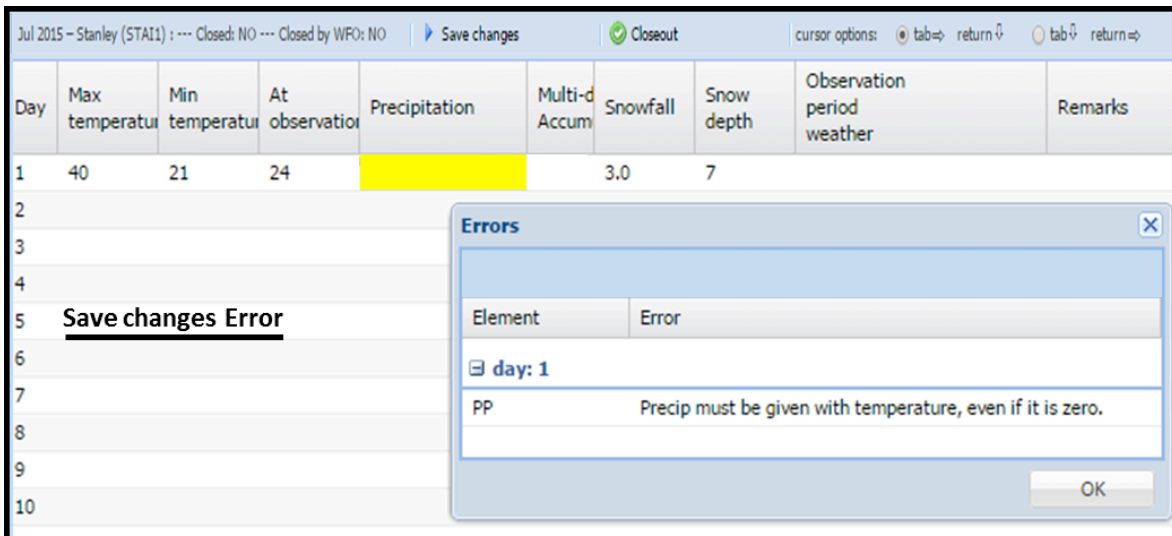 Jul 2015 – Stanley (STAI1) : --- Closed: NO --- Closed by WFO: NO Save changes Closeout cursor options: tab⇨ return⇩ tab⇩ return⇨
Day Max temperatur Min temperatur At observation Precipitation Multi-d Accum Snowfall Snow depth Observation period weather Remarks
1 40 21 24 3.0 7
2
3
4
5
6
7
8
9
10
Save changes Error
Errors
Element Error
day: 1
PP Precip must be given with temperature, even if it is zero.
OK